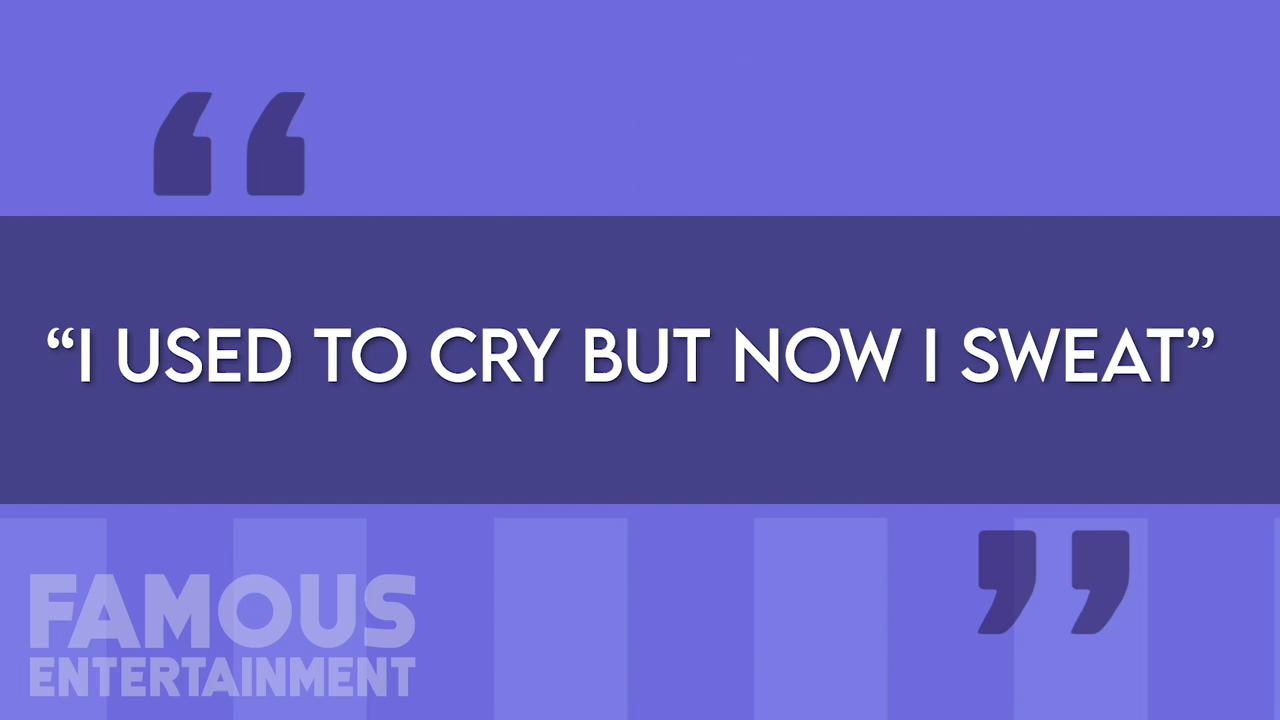 “I USED TO CRY BUT NOW I SWEAT”
FAMOUS
ENTERTAINMENT